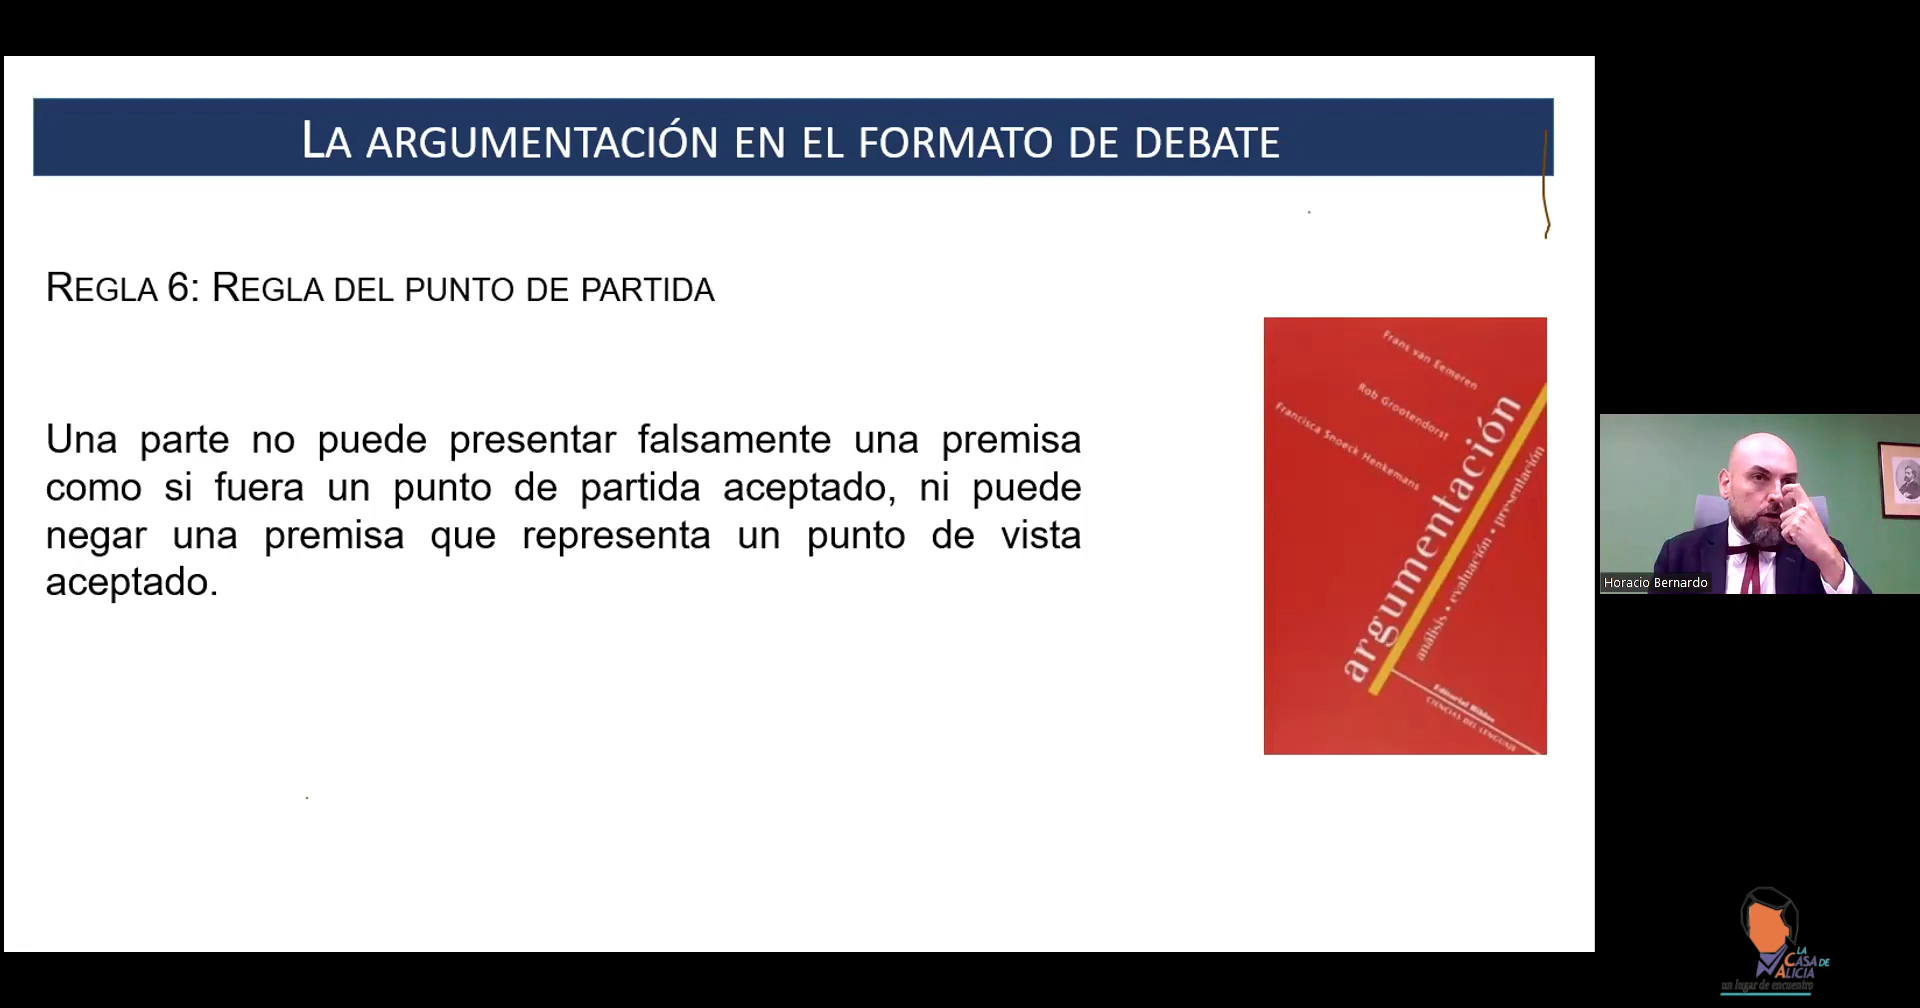 LA ARGUMENTACIÓN EN EL FORMATO DE DEBATE
REGLA 6: REGLA DEL PUNTO DE PARTIDA
Una parte no puede presentar falsamente una premisa
como si fuera un punto de partida aceptado, ni puede
negar una premisa que representa un punto de vista
aceptado.
Frans van Eemeren
Rob Grootendorst
Francisca Snoeck Henkemans
argumentación
análisis • evaluación • presentación
Editorial Biblos
CIENCIAS DEL LENGUAJE
Horacio Bernardo
LA
CASA DE
ALICIA
un lugar de encuentro